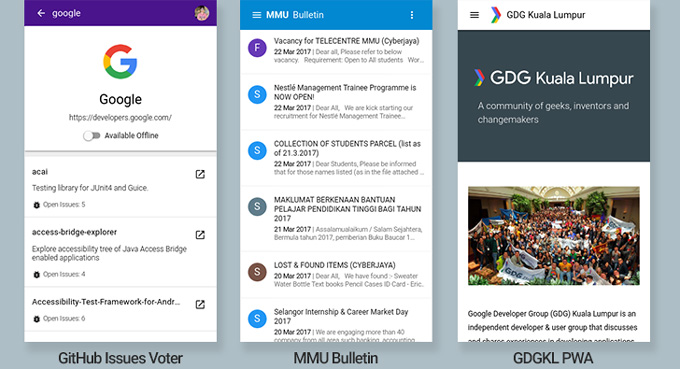 google
Google
https://developers.google.com/
Available Offline
acai
Testing library for JUnit4 and Guice.
Open Issues: 5
access-bridge-explorer
Explore accessibility tree of Java Access Bridge
enabled applications
Open Issues: 4
Accessibility-Test-Framework-for-Andr...
Open Issues: 6
GitHub Issues Voter
MMU Bulletin
F
Vacancy for TELECENTRE MMU (Cyberjaya)
22 Mar 2017 | Dear all, Please refer to below
vacancy. Requirement: Open to All students Wor...
S
Nestlé Management Trainee Programme is
NOW OPEN!
22 Mar 2017 | Dear All, We are kick starting our
recruitment for Nestlé Management Trainee...
S
COLLECTION OF STUDENTS PARCEL (list as
of 21.3.2017)
22 Mar 2017 | Dear Students, Please be informed
that for those names listed (as in the file attached ...
S
MAKLUMAT BERKENAAN BANTUAN
PELAJAR PENDIDIKAN TINGGI BAGI TAHUN
2017
21 Mar 2017 | Assalamualaikum / Salam Sejahtera,
Bermula tahun 2017, pemberian Buku Baucar 1...
S
LOST & FOUND ITEMS (CYBERJAYA)
22 Mar 2017 | Dear All, We have found :- Sweater
Water Bottle Text books Pencil Cases ID Card - Eric...
S
Selangor Internship & Career Market Day
2017
22 Mar 2017 | We are engaging more than 40
company from all area such banking, accounting
MMU Bulletin
GDG Kuala Lumpur
GDG Kuala Lumpur
A community of geeks, inventors and
changemakers
GDG
Google Developer Group (GDG) Kuala Lumpur is an
independent developer & user group that discusses
and shares experiences in developing applications
GDGKL PWA